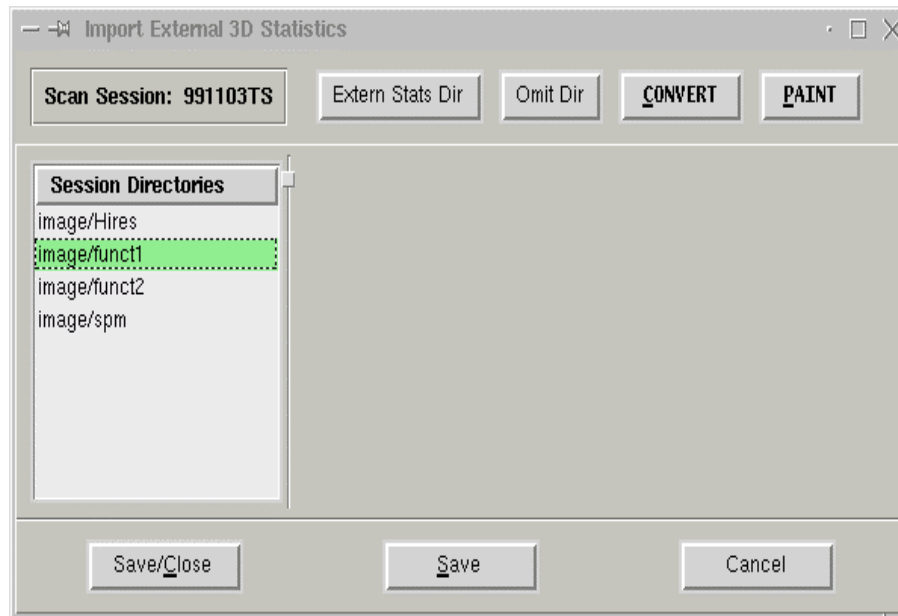 Import External 3D Statistics
Scan Session: 991103TS
Extern Stats Dir
Omit Dir
CONVERT
PAINT
Session Directories
image/Hires
image/funct1
image/funct2
image/spm
Save/Close
Save
Cancel